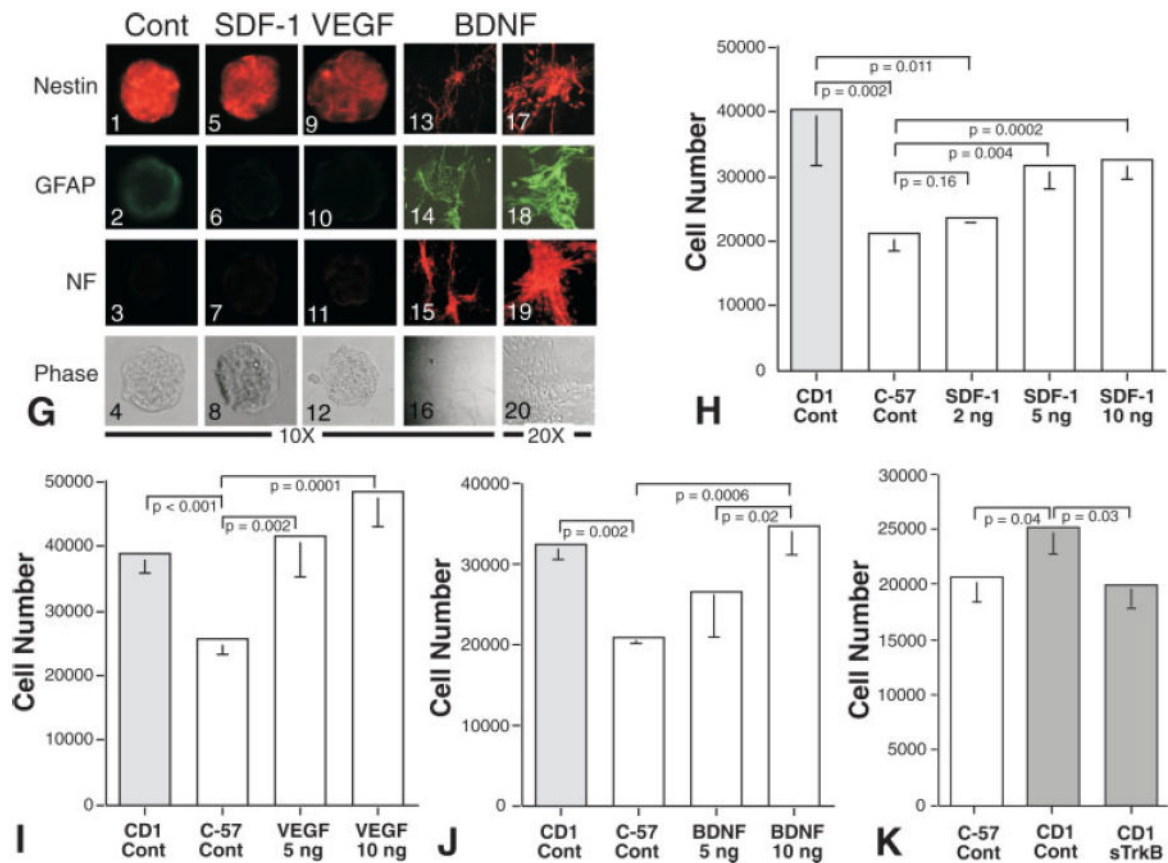 Cont SDF-1 VEGF BDNF
Nestin
1 5 9 13 17
GFAP
2 6 10 14 18
NF
3 7 11 15 19
Phase
4 8 12 16 20
G
10X 20X
50000
40000
30000
20000
10000
0
Cell Number
p = 0.011
p = 0.002
p = 0.0002
p = 0.004
p = 0.16
H
CD1 Cont
C-57 Cont
SDF-1 2 ng
SDF-1 5 ng
SDF-1 10 ng
50000
40000
30000
20000
10000
0
Cell Number
p = 0.0001
p < 0.001
p = 0.002
I
CD1 Cont
C-57 Cont
VEGF 5 ng
VEGF 10 ng
40000
30000
20000
10000
0
Cell Number
p = 0.0006
p = 0.02
p = 0.002
J
CD1 Cont
C-57 Cont
BDNF 5 ng
BDNF 10 ng
30000
25000
20000
15000
10000
5000
0
Cell Number
p = 0.04 p = 0.03
K
C-57 Cont
CD1 Cont
CD1 sTrkB